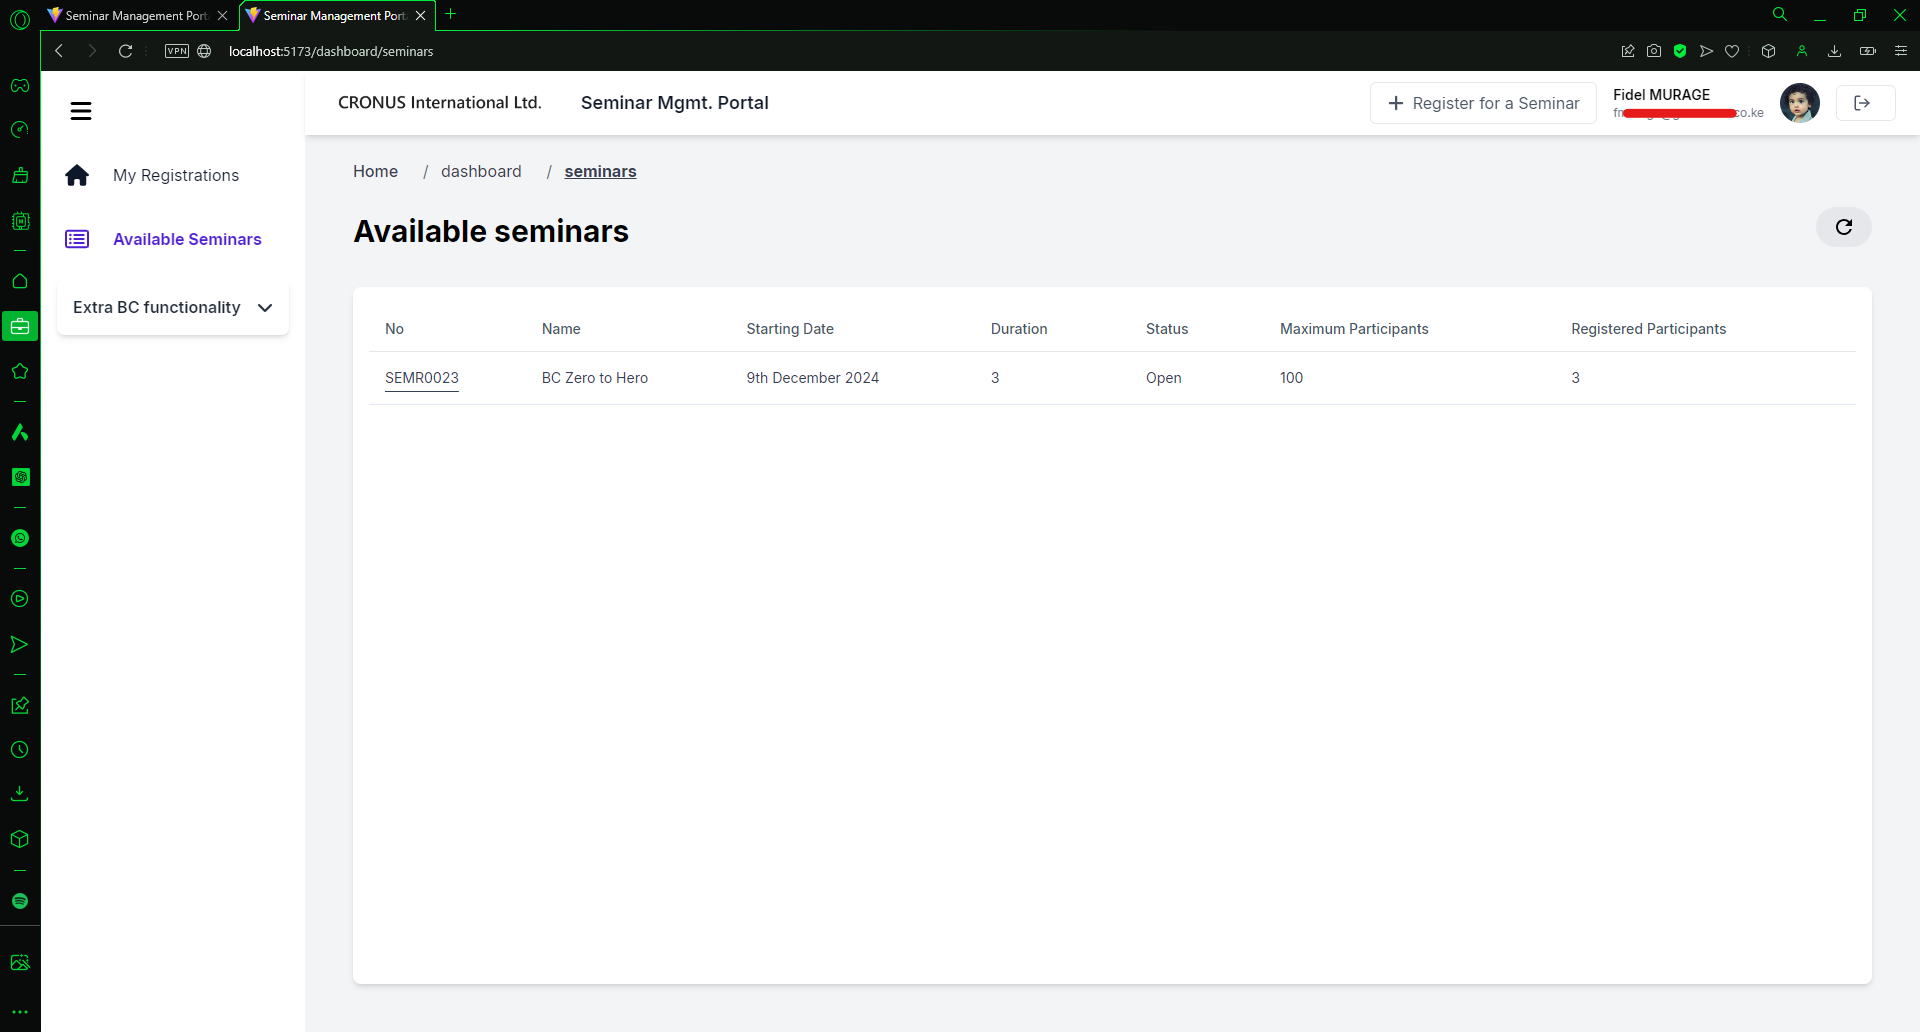 Seminar Management Port
Seminar Management Port
VPN
localhost:5173/dashboard/seminars
CRONUS International Ltd.
Seminar Mgmt. Portal
Register for a Seminar
Fidel MURAGE
co.ke
My Registrations
Available Seminars
Extra BC functionality
Home / dashboard / seminars
Available seminars
No Name Starting Date Duration Status Maximum Participants Registered Participants
SEMR0023 BC Zero to Hero 9th December 2024 3 Open 100 3